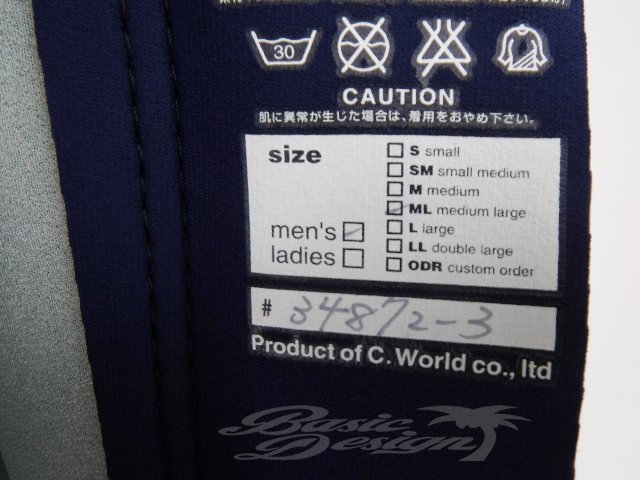 30
CAUTION
肌に異常が生じた場合は、着用をおやめ下さい。
size
S small
SM small medium
M medium
ML medium large
L large
LL double large
ODR custom order
men's
ladies
# 34872-3
Product of C. World co., ltd
Basic Design